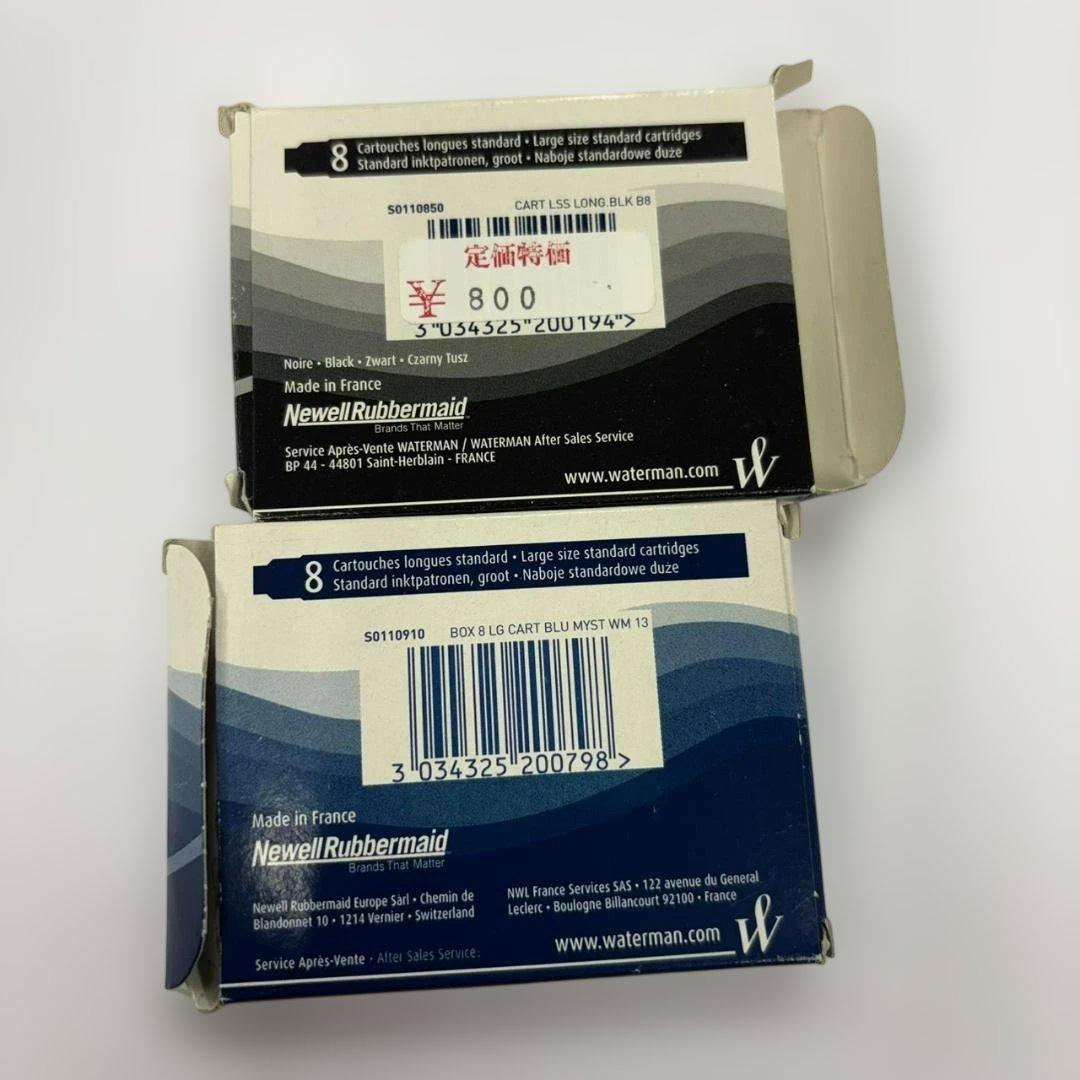 8 Cartouches longues standard • Large size standard cartridges
Standard inktpatronen, groot • Naboje standardowe duże
S0110850 CART LSS LONG.BLK B8
定価特価
¥ 800
3"034325"200194">
Noire • Black • Zwart • Czarny Tusz
Made in France
NewellRubbermaid
Brands That Matter
Service Après-Vente WATERMAN / WATERMAN After Sales Service
BP 44 - 44801 Saint-Herblain - FRANCE
www.waterman.com
8 Cartouches longues standard • Large size standard cartridges
Standard inktpatronen, groot • Naboje standardowe duże
S0110910 BOX 8 LG CART BLU MYST WM 13
3"034325"200798">
Made in France
NewellRubbermaid
Brands That Matter
Newell Rubbermaid Europe Sàrl • Chemin de
Blandonnet 10 • 1214 Vernier • Switzerland
NWL France Services SAS • 122 avenue du General
Leclerc • Boulogne Billancourt 92100 • France
www.waterman.com
Service Après-Vente • After Sales Service: